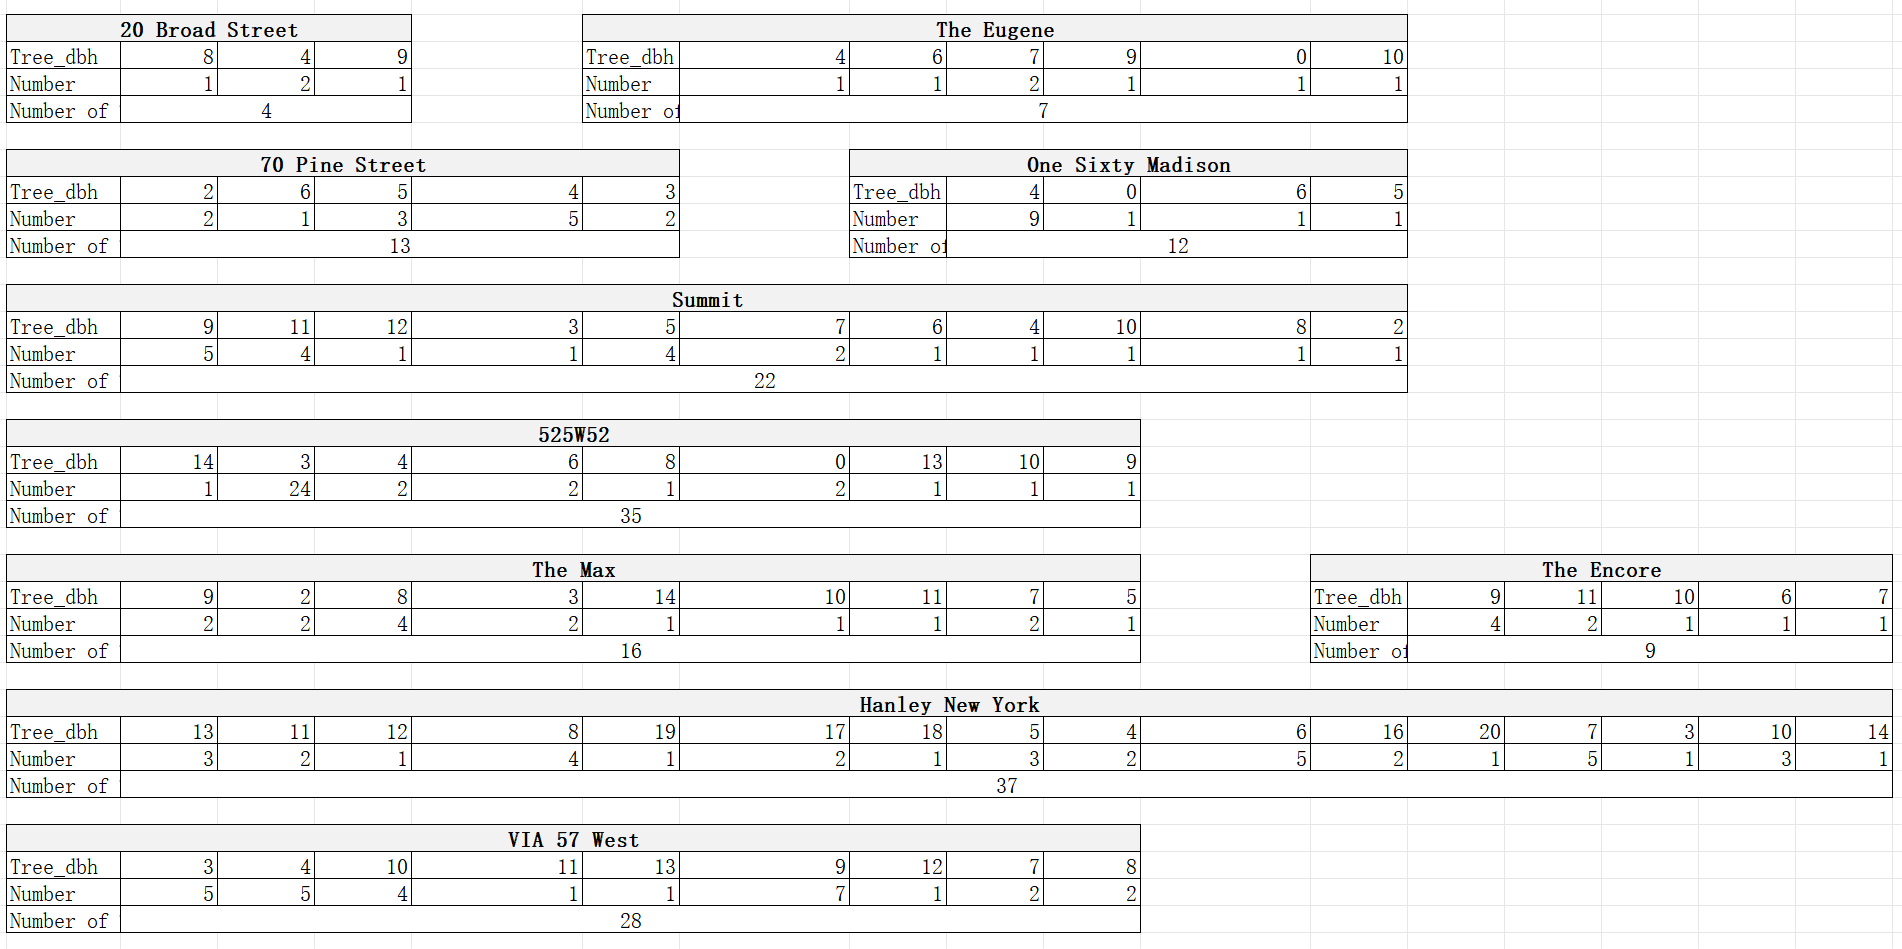 20 Broad Street
Tree_dbh 8 4 9
Number 1 2 1
Number of 4
The Eugene
Tree_dbh 4 6 7 9 0 10
Number 1 1 2 1 1 1
Number of 7
70 Pine Street
Tree_dbh 2 6 5 4 3
Number 2 1 3 5 2
Number of 13
One Sixty Madison
Tree_dbh 4 0 6 5
Number 9 1 1 1
Number of 12
Summit
Tree_dbh 9 11 12 3 5 7 6 4 10 8 2
Number 5 4 1 1 4 2 1 1 1 1 1
Number of 22
525W52
Tree_dbh 14 3 4 6 8 0 13 10 9
Number 1 24 2 2 1 2 1 1 1
Number of 35
The Max
Tree_dbh 9 2 8 3 14 10 11 7 5
Number 2 2 4 2 1 1 1 2 1
Number of 16
The Encore
Tree_dbh 9 11 10 6 7
Number 4 2 1 1 1
Number of 9
Hanley New York
Tree_dbh 13 11 12 8 19 17 18 5 4 6 16 20 7 3 10 14
Number 3 2 1 4 1 2 1 3 2 5 2 1 5 1 3 1
Number of 37
VIA 57 West
Tree_dbh 3 4 10 11 13 9 12 7 8
Number 5 5 4 1 1 7 1 2 2
Number of 28